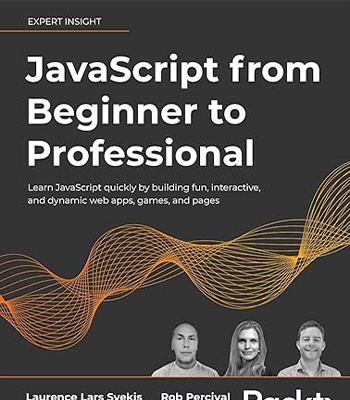 EXPERT INSIGHT
JavaScript from
Beginner to
Professional
Learn JavaScript quickly by building fun, interactive,
and dynamic web apps, games, and pages
Laurence Lars Svekis
Rob Percival
Packt